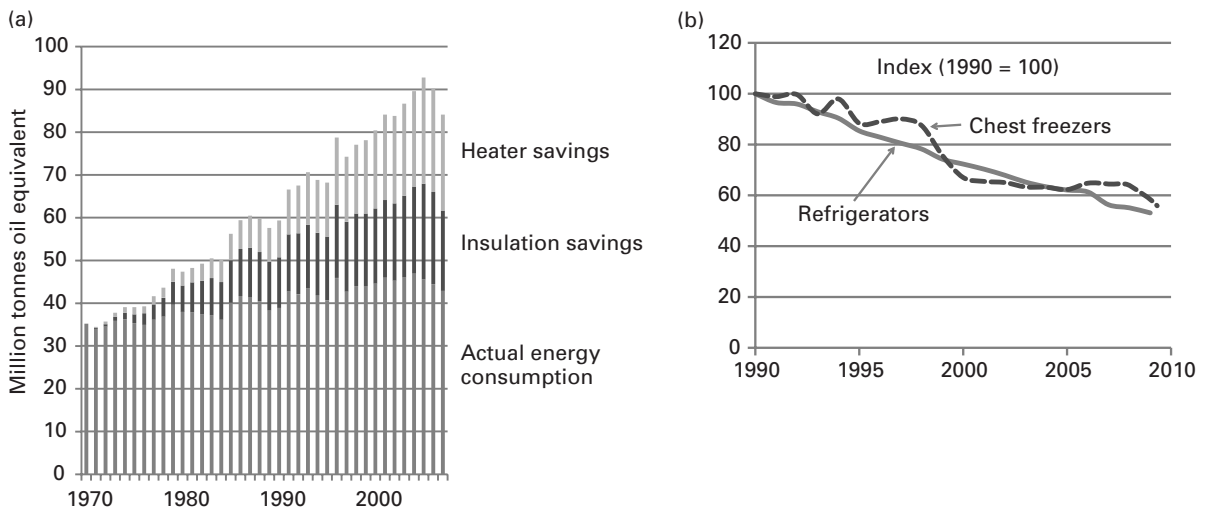 (a)
Million tonnes oil equivalent
100
90
80
70
60
50
40
30
20
10
0
1970
1980
1990
2000
Heater savings
Insulation savings
Actual energy
consumption
(b)
120
100
80
60
40
20
0
1990
1995
2000
2005
2010
Index (1990 = 100)
Chest freezers
Refrigerators